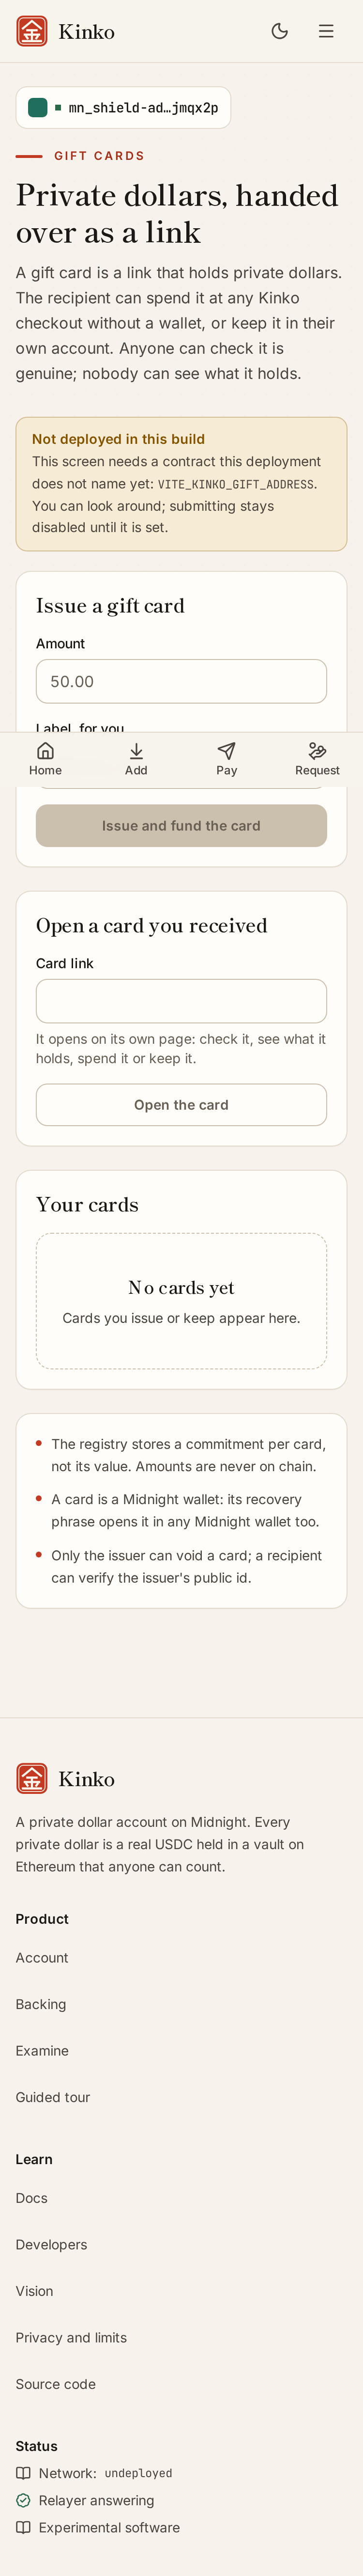 金 Kinko
mn_shield-ad…jmqx2p
GIFT CARDS
Private dollars, handed
over as a link
A gift card is a link that holds private dollars.
The recipient can spend it at any Kinko
checkout without a wallet, or keep it in their
own account. Anyone can check it is
genuine; nobody can see what it holds.
Not deployed in this build
This screen needs a contract this deployment
does not name yet: VITE_KINKO_GIFT_ADDRESS.
You can look around; submitting stays
disabled until it is set.
Issue a gift card
Amount
50.00
Label, for you
Home Add Pay Request
Issue and fund the card
Open a card you received
Card link
It opens on its own page: check it, see what it
holds, spend it or keep it.
Open the card
Your cards
No cards yet
Cards you issue or keep appear here.
The registry stores a commitment per card,
not its value. Amounts are never on chain.
A card is a Midnight wallet: its recovery
phrase opens it in any Midnight wallet too.
Only the issuer can void a card; a recipient
can verify the issuer's public id.
金 Kinko
A private dollar account on Midnight. Every
private dollar is a real USDC held in a vault on
Ethereum that anyone can count.
Product
Account
Backing
Examine
Guided tour
Learn
Docs
Developers
Vision
Privacy and limits
Source code
Status
Network: undeployed
Relayer answering
Experimental software